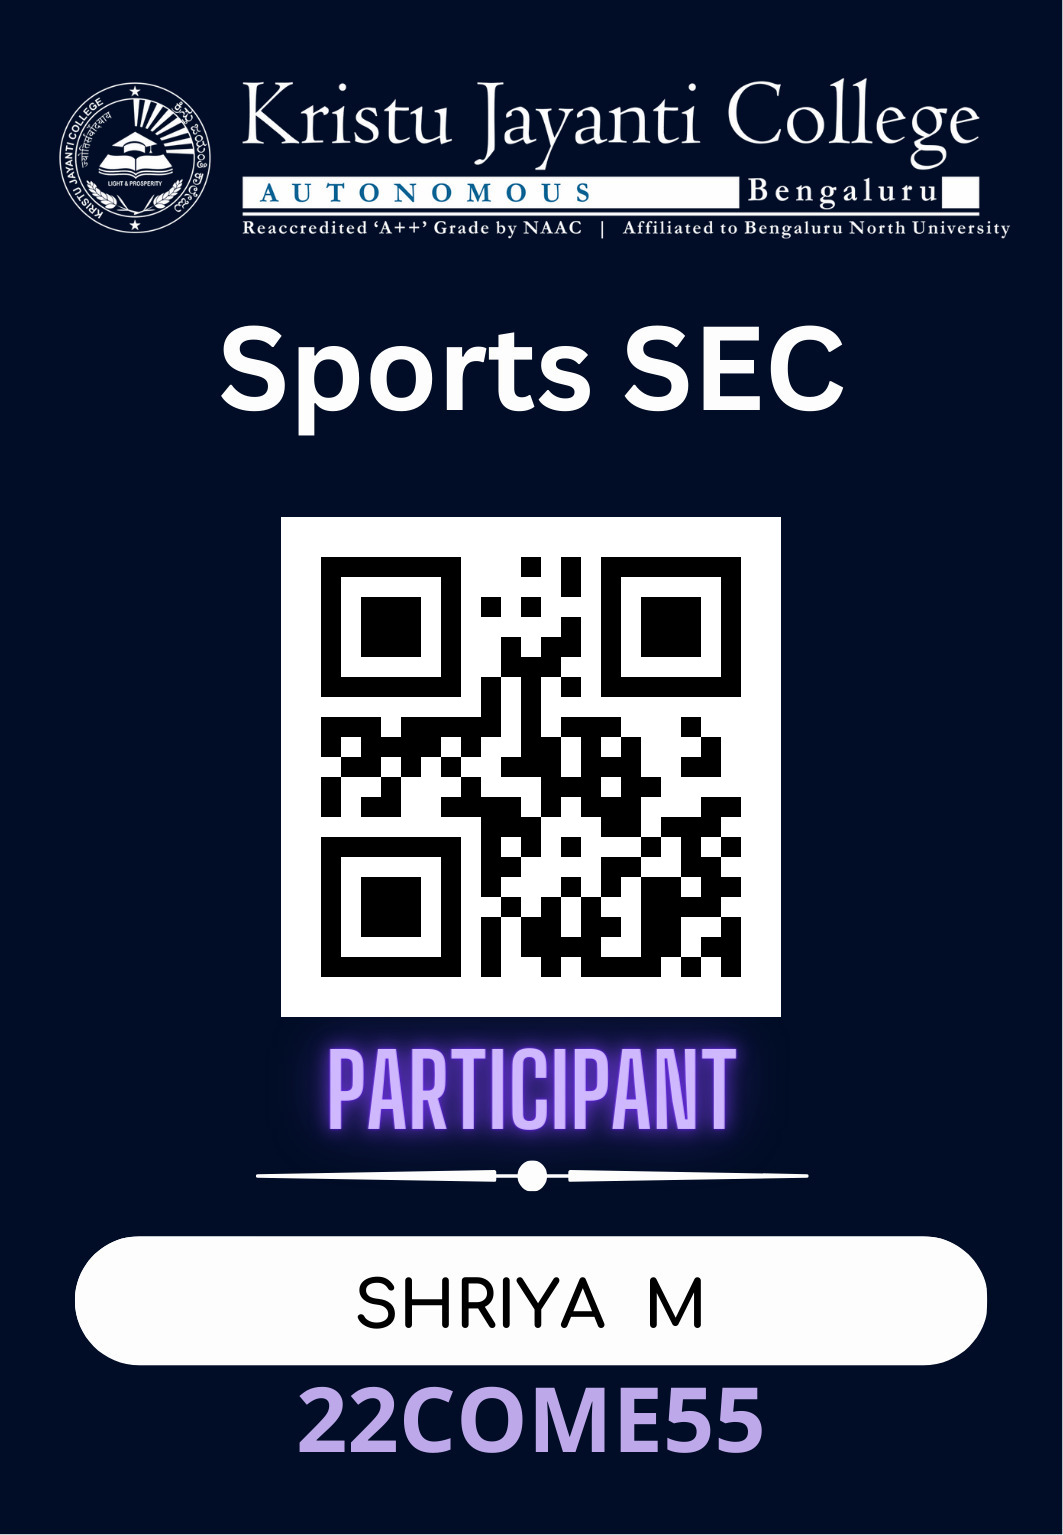 KRISTU JAYANTI COLLEGE
ಕ್ರಿಸ್ತು ಜಯಂತಿ ಕಾಲೇಜು
LIGHT & PROSPERITY
Kristu Jayanti College
AUTONOMOUS Bengaluru
Reaccredited ‘A++’ Grade by NAAC | Affiliated to Bengaluru North University
Sports SEC
PARTICIPANT
SHRIYA M
22COME55